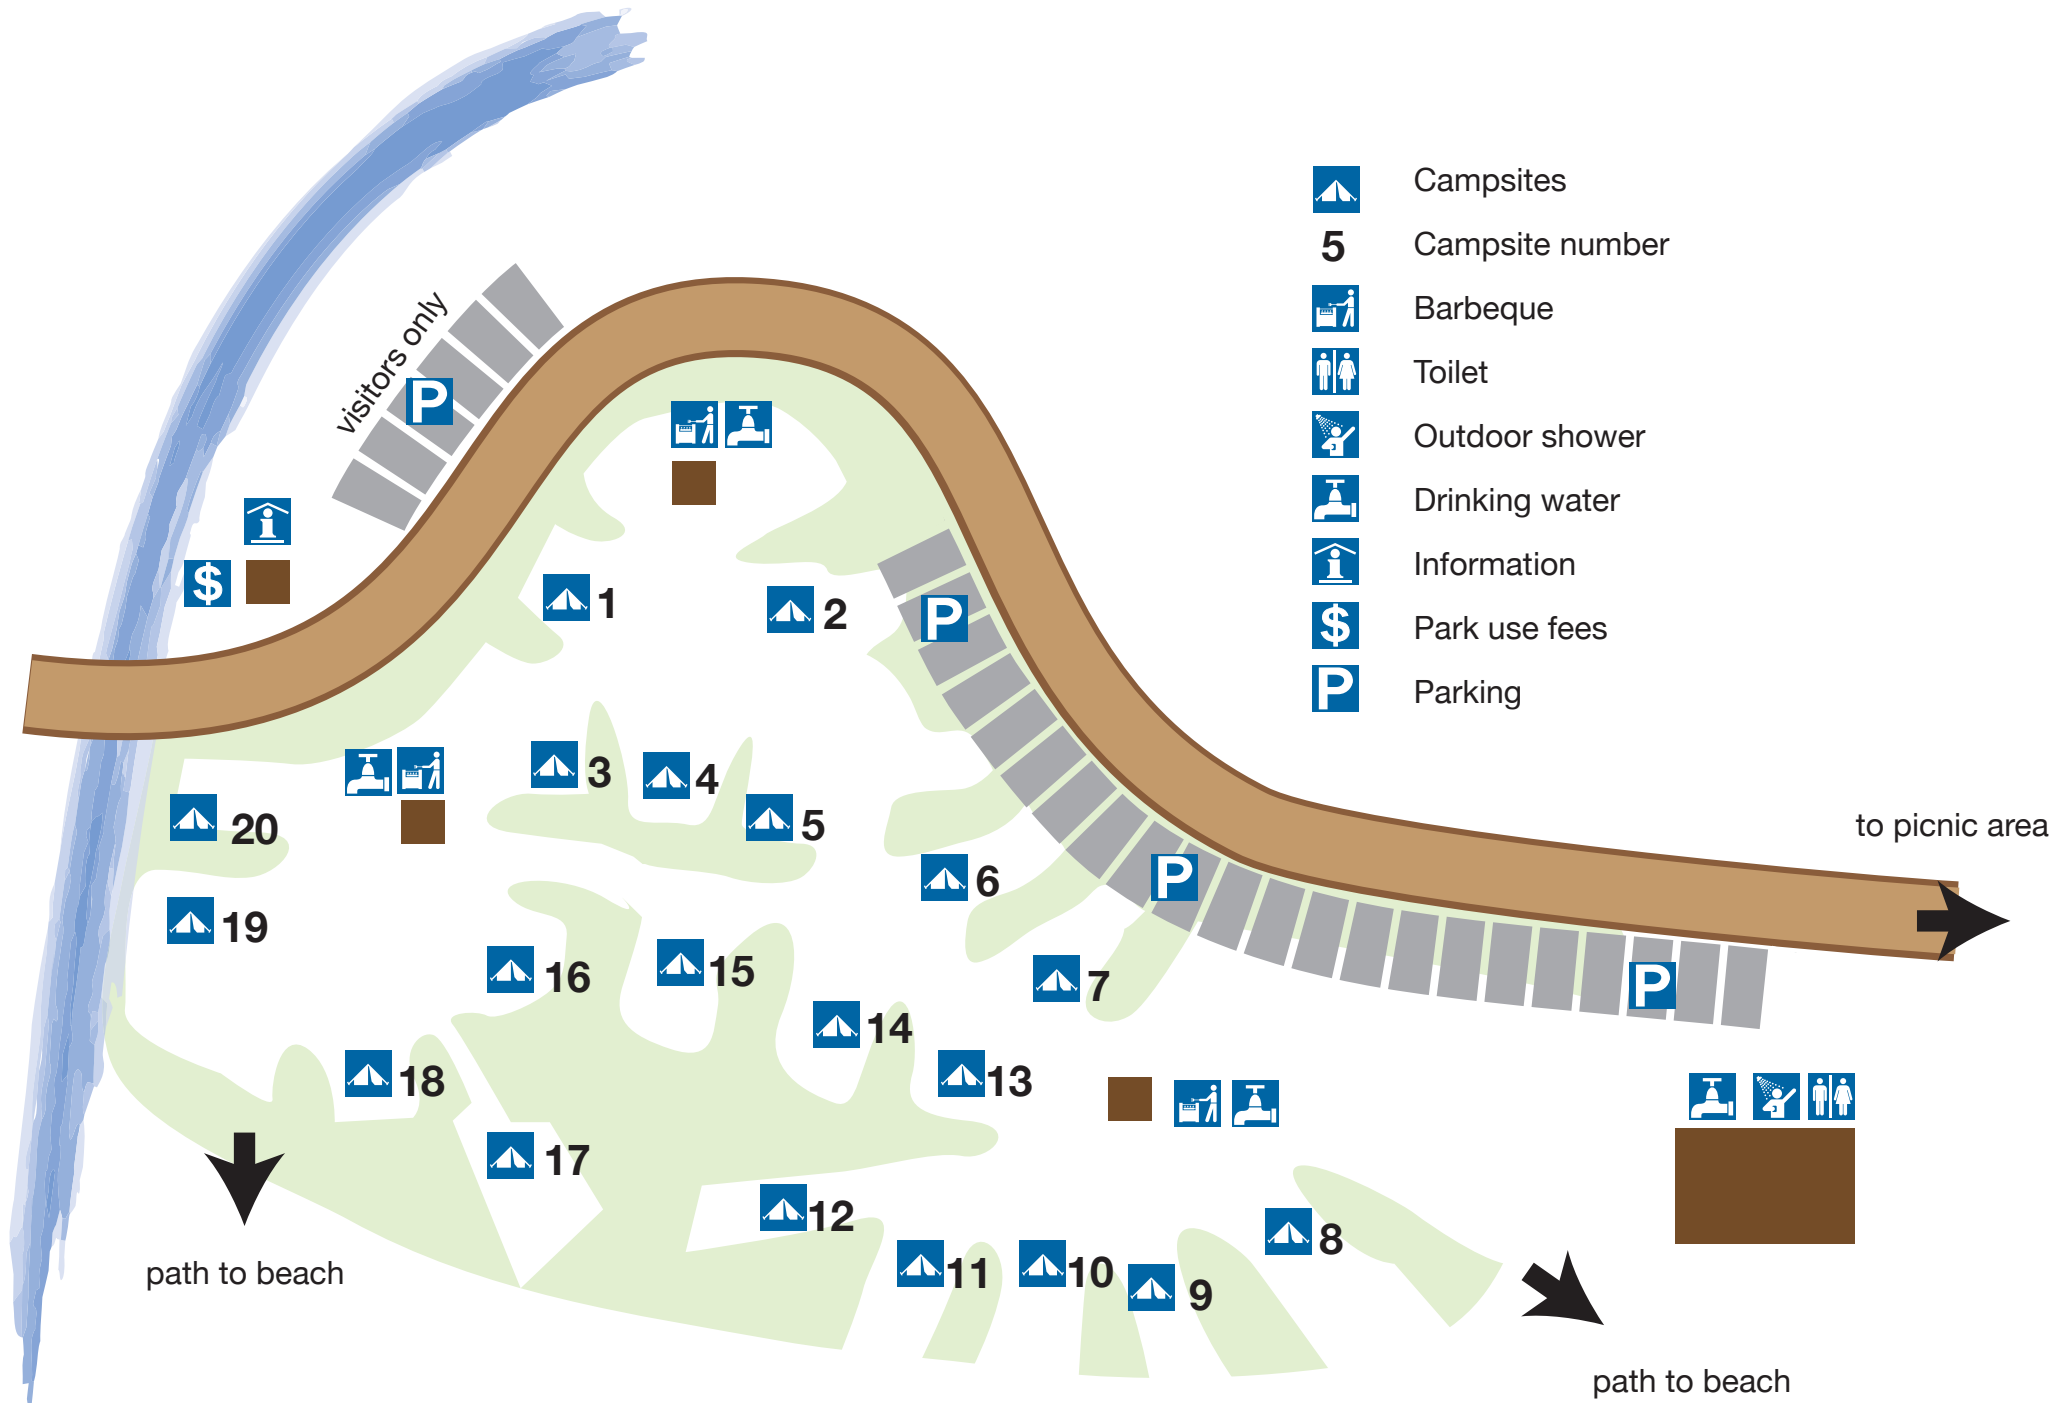 visitors only
P
$
1
2
P
3
4
5
20
6
19
16
15
7
14
18
13
17
12
11
10
9
8
P
P
to picnic area
path to beach
path to beach
Campsites
5 Campsite number
Barbeque
Toilet
Outdoor shower
Drinking water
Information
$ Park use fees
P Parking